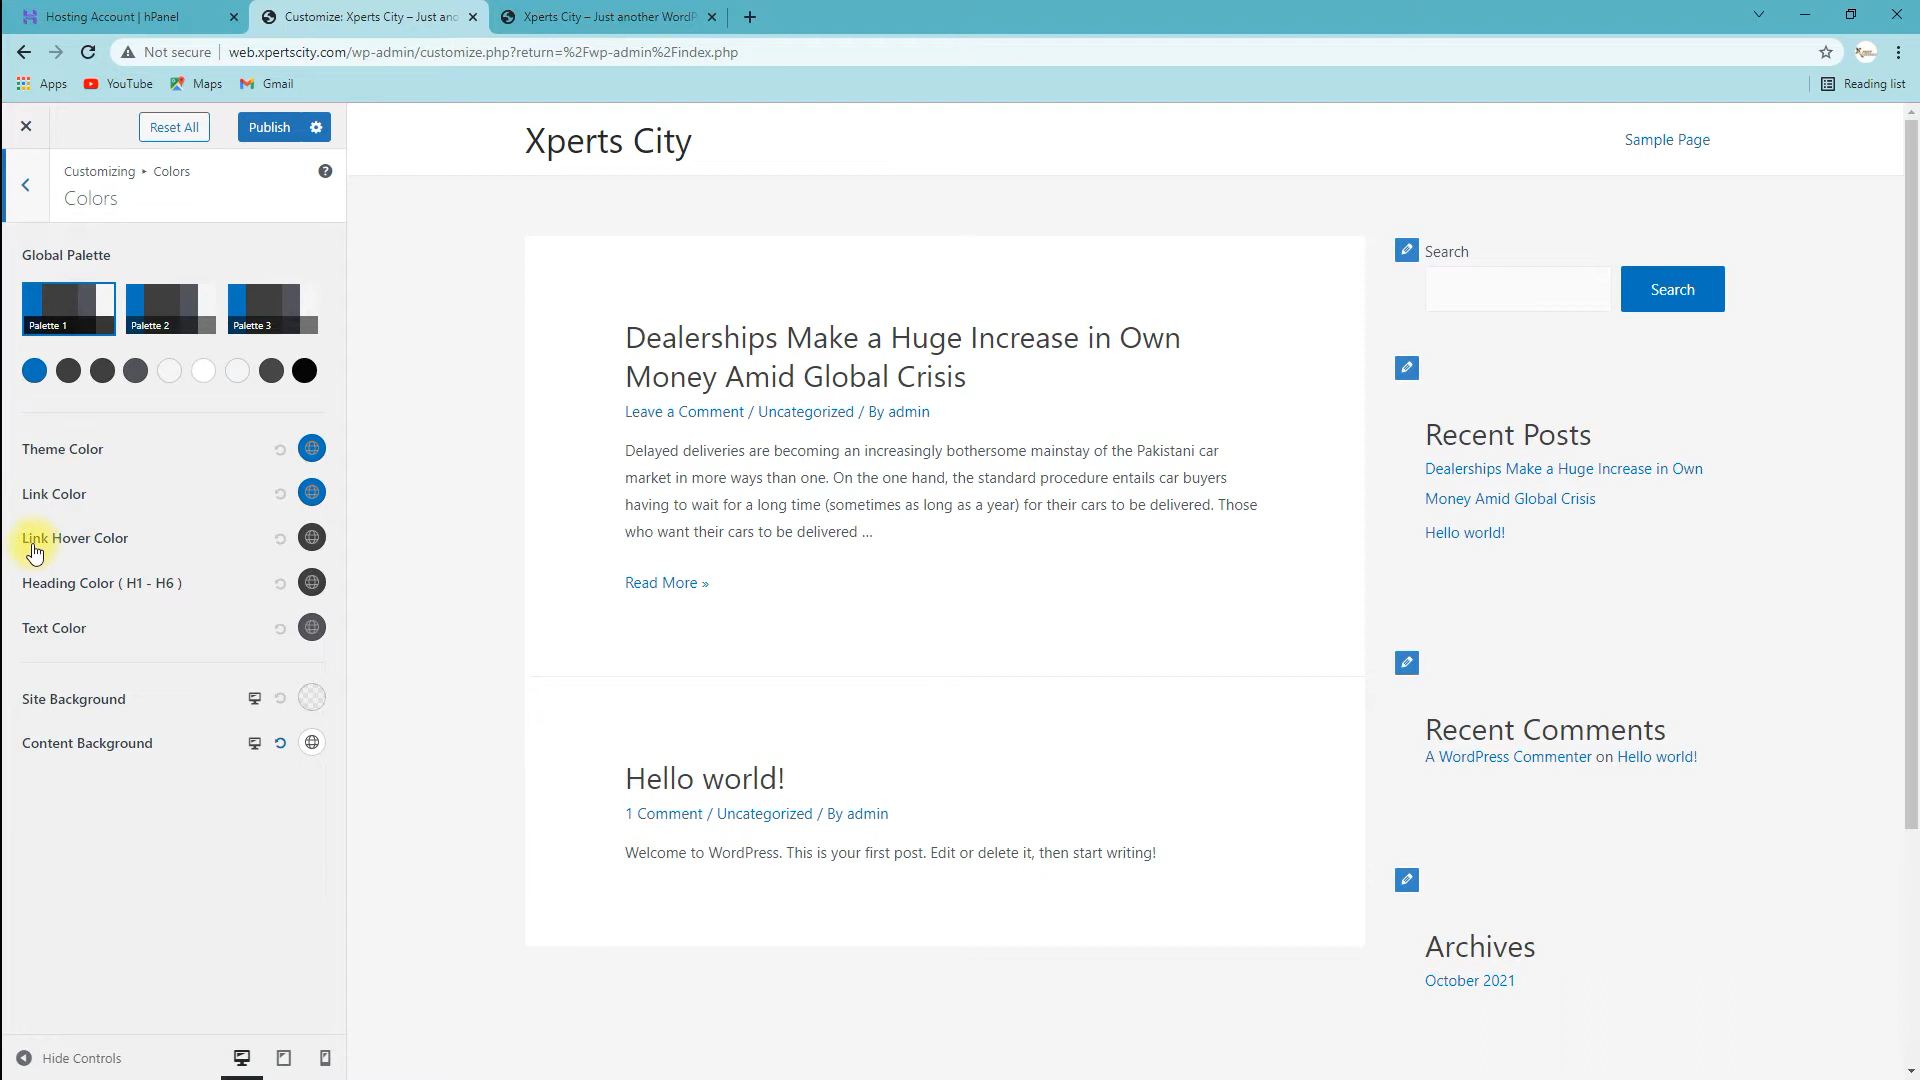 Hosting Account | hPanel
Customize: Xperts City – Just ano
Xperts City – Just another WordP
Not secure
web.xpertscity.com/wp-admin/customize.php?return=%2Fwp-admin%2Findex.php
Apps
YouTube
Maps
Gmail
Reading list
Reset All
Publish
Customizing ▸ Colors
Colors
Global Palette
Palette 1
Palette 2
Palette 3
Theme Color
Link Color
Link Hover Color
Heading Color ( H1 - H6 )
Text Color
Site Background
Content Background
Hide Controls
Xperts City
Sample Page
Dealerships Make a Huge Increase in Own
Money Amid Global Crisis
Leave a Comment / Uncategorized / By admin
Delayed deliveries are becoming an increasingly bothersome mainstay of the Pakistani car
market in more ways than one. On the one hand, the standard procedure entails car buyers
having to wait for a long time (sometimes as long as a year) for their cars to be delivered. Those
who want their cars to be delivered …
Read More »
Hello world!
1 Comment / Uncategorized / By admin
Welcome to WordPress. This is your first post. Edit or delete it, then start writing!
Search
Search
Recent Posts
Dealerships Make a Huge Increase in Own
Money Amid Global Crisis
Hello world!
Recent Comments
A WordPress Commenter on Hello world!
Archives
October 2021